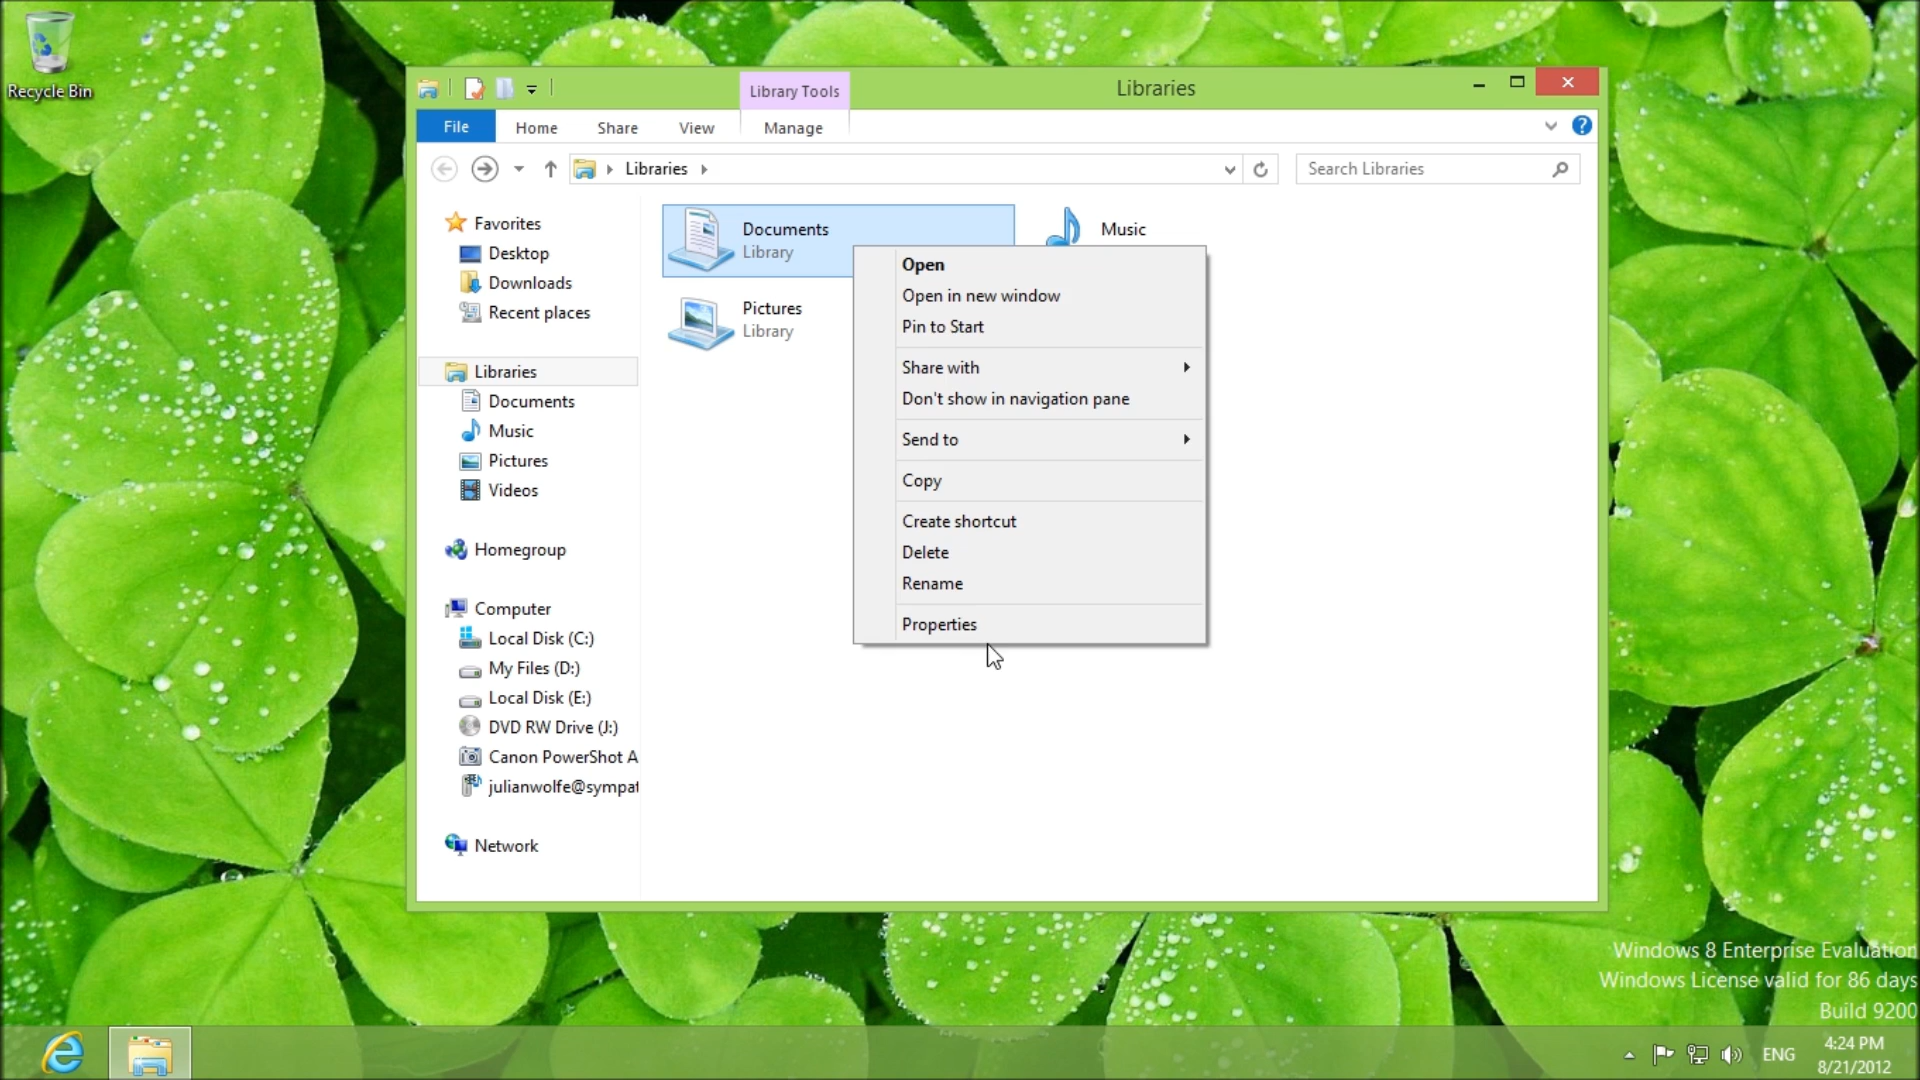 Recycle Bin
Library Tools
Libraries
File
Home
Share
View
Manage
Libraries
Search Libraries
Favorites
Desktop
Downloads
Recent places
Libraries
Documents
Music
Pictures
Videos
Homegroup
Computer
Local Disk (C:)
My Files (D:)
Local Disk (E:)
DVD RW Drive (J:)
Canon PowerShot A
julianwolfe@sympat
Network
Documents
Library
Music
Pictures
Library
Open
Open in new window
Pin to Start
Share with
Don't show in navigation pane
Send to
Copy
Create shortcut
Delete
Rename
Properties
Windows 8 Enterprise Evaluation
Windows License valid for 86 days
Build 9200
ENG
4:24 PM
8/21/2012